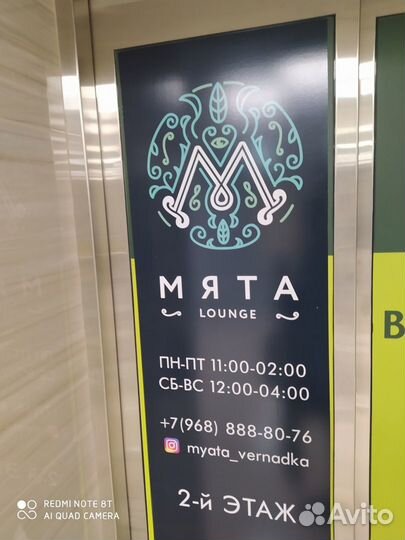 M
МЯТА
LOUNGE
ПН-ПТ 11:00-02:00
СБ-ВС 12:00-04:00
+7(968) 888-80-76
myata_vernadka
2-й ЭТАЖ
В
REDMI NOTE 8T
AI QUAD CAMERA
Avito